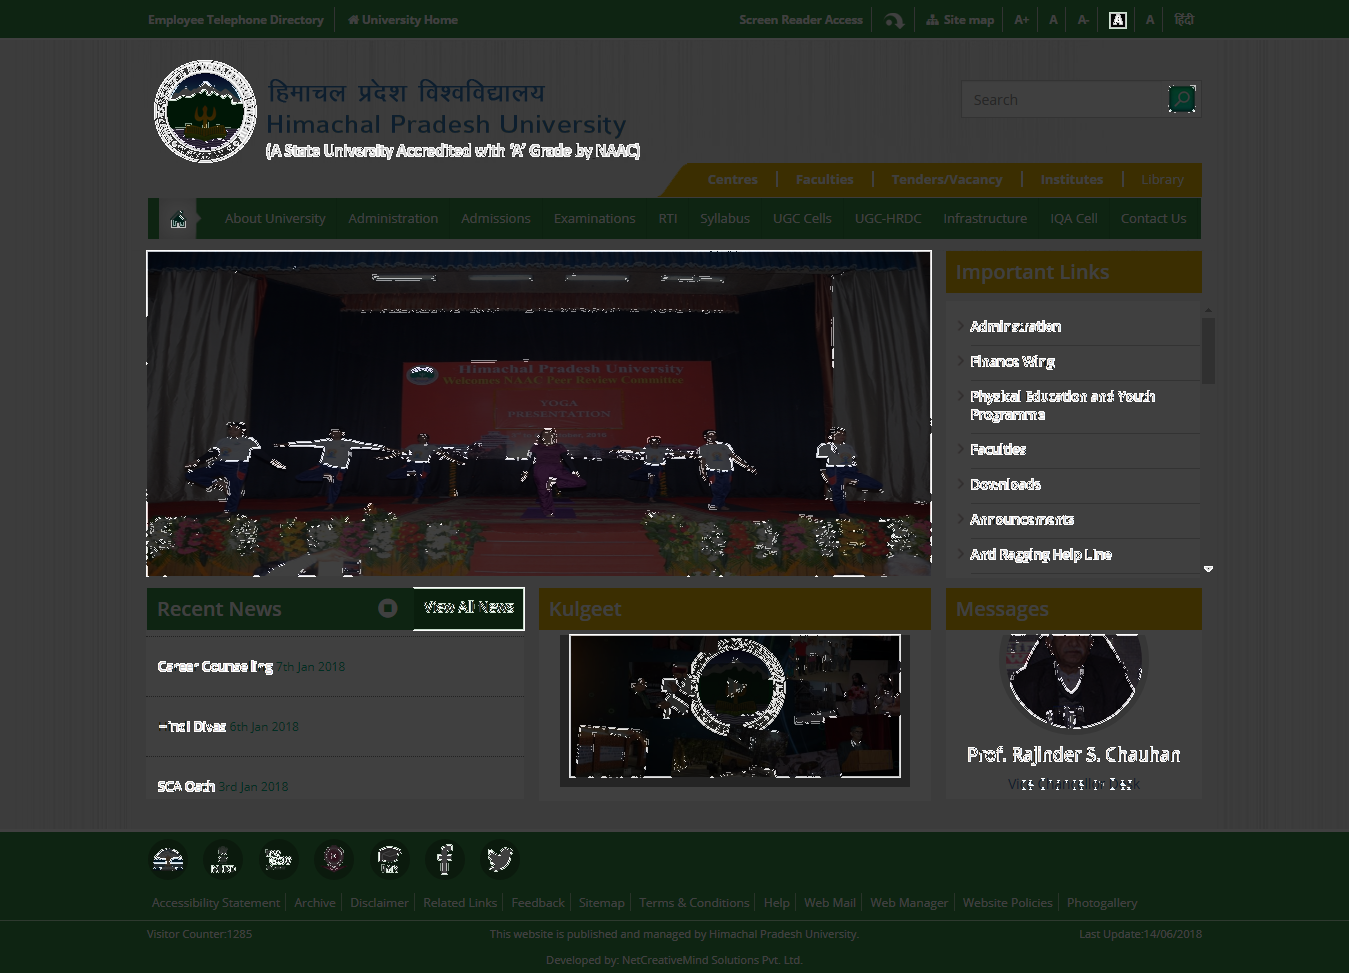 Employee Telephone Directory
University Home
Screen Reader Access
Site map
A+
A
A-
A
A
हिंदी
हिमाचल प्रदेश विश्वविद्यालय
Himachal Pradesh University
(A State University Accredited with 'A' Grade by NAAC)
Search
Centres
Faculties
Tenders/Vacancy
Institutes
Library
About University
Administration
Admissions
Examinations
RTI
Syllabus
UGC Cells
UGC-HRDC
Infrastructure
IQA Cell
Contact Us
Himachal Pradesh University
Welcomes NAAC Peer Review Committee
YOGA
PRESENTATION
Important Links
Administration
Finance Wing
Physical Education and Youth
Programme
Faculties
Downloads
Announcements
Anti Ragging Help Line
Recent News
View All News
Career Counselling 7th Jan 2018
Hindi Divas 6th Jan 2018
SCA Oath 3rd Jan 2018
Kulgeet
Messages
Prof. Rajinder S. Chauhan
Vice Chancellor Desk
Accessibility Statement
Archive
Disclaimer
Related Links
Feedback
Sitemap
Terms & Conditions
Help
Web Mail
Web Manager
Website Policies
Photogallery
Visitor Counter:1285
This website is published and managed by Himachal Pradesh University.
Last Update:14/06/2018
Developed by: NetCreativeMind Solutions Pvt. Ltd.